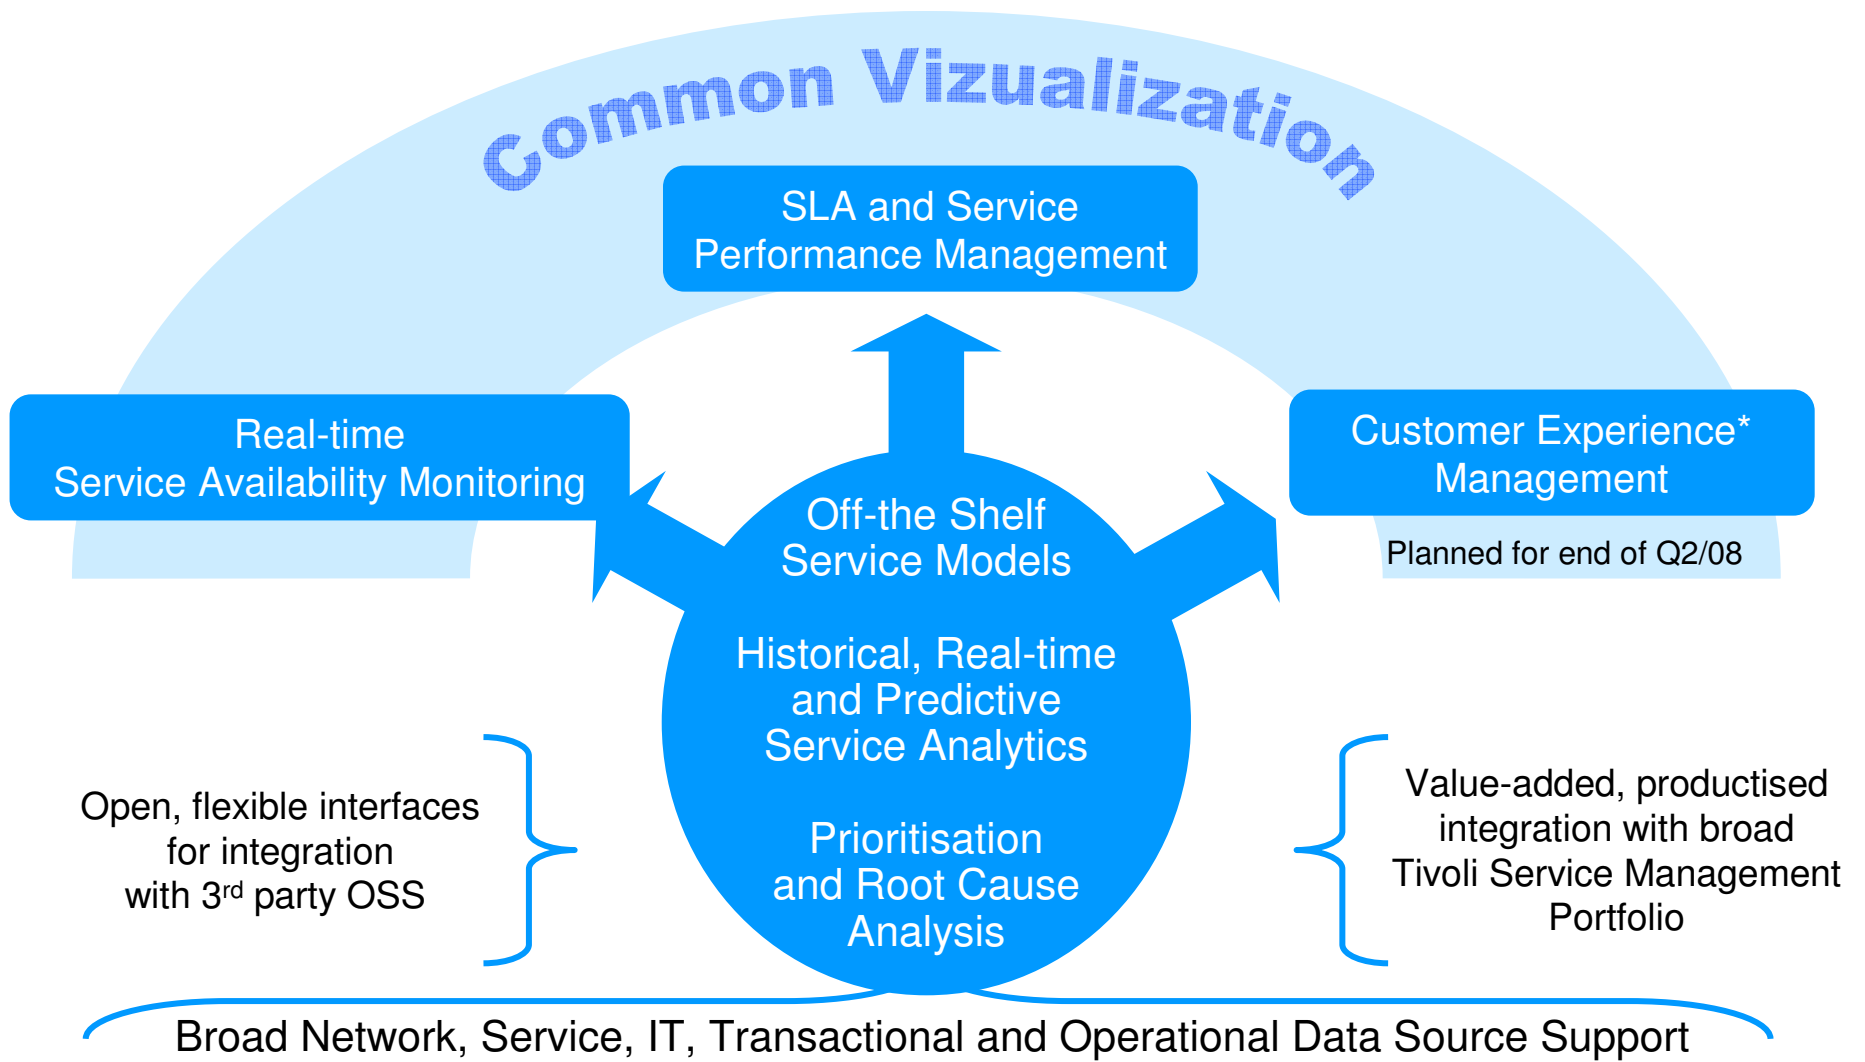 Common Vizualization
SLA and Service
Performance Management
Real-time
Service Availability Monitoring
Customer Experience*
Management
Planned for end of Q2/08
Off-the Shelf
Service Models
Historical, Real-time
and Predictive
Service Analytics
Prioritisation
and Root Cause
Analysis
Open, flexible interfaces
for integration
with 3rd party OSS
Value-added, productised
integration with broad
Tivoli Service Management
Portfolio
Broad Network, Service, IT, Transactional and Operational Data Source Support